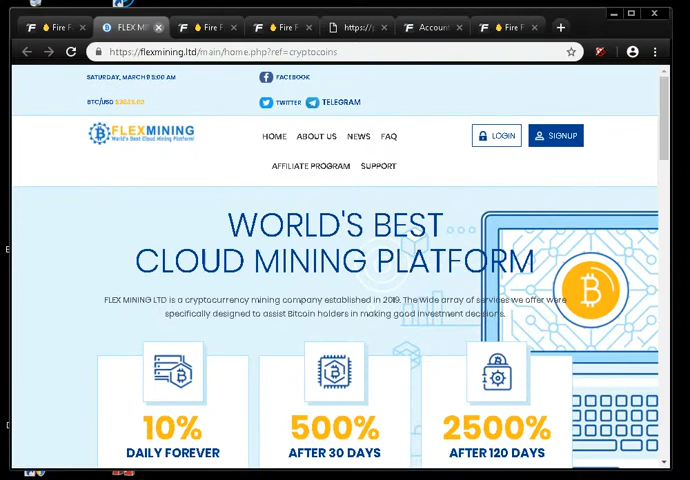 Fire F
FLEX MIN
Fire F
Fire F
https://p
Account
Fire F
https://flexmining.ltd/main/home.php?ref=cryptocoins
SATURDAY, MARCH 9 5:00 AM
FACEBOOK
BTC/USD
TWITTER
TELEGRAM
FLEXMINING
World's Best Cloud Mining Platform!
HOME
ABOUT US
NEWS
FAQ
LOGIN
SIGNUP
AFFILIATE PROGRAM
SUPPORT
WORLD'S BEST
CLOUD MINING PLATFORM
FLEX MINING LTD is a cryptocurrency mining company established in 2019. The Wide array of services we offer were
specifically designed to assist Bitcoin holders in making good investment decisions.
10%
DAILY FOREVER
500%
AFTER 30 DAYS
2500%
AFTER 120 DAYS